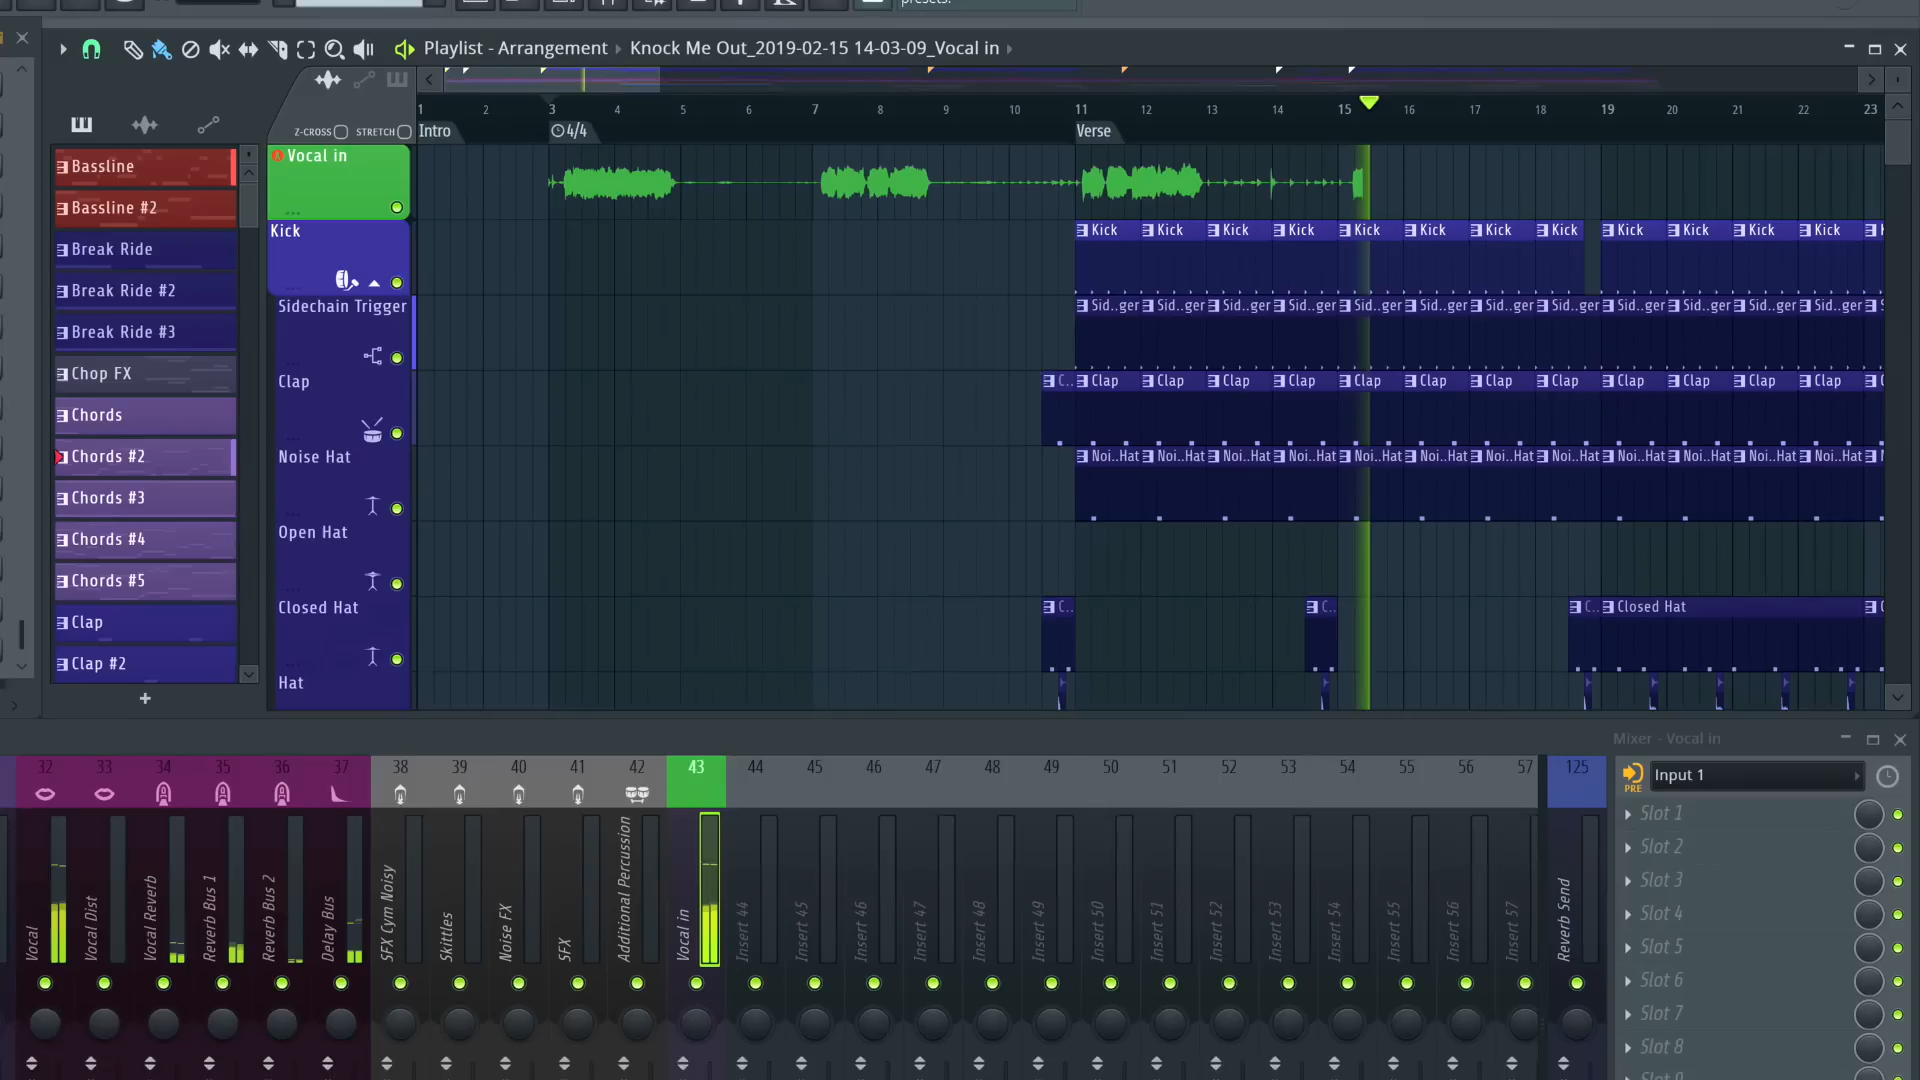 presets.
Playlist - Arrangement › Knock Me Out_2019-02-15 14-03-09_Vocal in ›
1 2 3 4 5 6 7 8 9 10 11 12 13 14 15 16 17 18 19 20 21 22 23
Z-CROSS STRETCH
Intro 4/4 Verse
Bassline
Bassline #2
Break Ride
Break Ride #2
Break Ride #3
Chop FX
Chords
Chords #2
Chords #3
Chords #4
Chords #5
Clap
Clap #2
+
Vocal in
Kick
Kick Kick Kick Kick Kick Kick Kick Kick Kick Kick Kick Kick
Sidechain Trigger
Sid..ger Sid..ger Sid..ger Sid..ger Sid..ger Sid..ger Sid..ger Sid..ger Sid..ger Sid..ger Sid..ger Sid..ger
Clap
C.. Clap Clap Clap Clap Clap Clap Clap Clap Clap Clap Clap Clap
Noise Hat
Noi..Hat Noi..Hat Noi..Hat Noi..Hat Noi..Hat Noi..Hat Noi..Hat Noi..Hat Noi..Hat Noi..Hat Noi..Hat Noi..Hat
Open Hat
Closed Hat
C.. C.. C.. Closed Hat
Hat
Mixer - Vocal in
32 33 34 35 36 37 38 39 40 41 42 43 44 45 46 47 48 49 50 51 52 53 54 55 56 57 125
Vocal
Vocal Dist
Vocal Reverb
Reverb Bus 1
Reverb Bus 2
Delay Bus
SFX Cym Noisy
Skittles
Noise FX
SFX
Additional Percussion
Vocal in
Insert 44
Insert 45
Insert 46
Insert 47
Insert 48
Insert 49
Insert 50
Insert 51
Insert 52
Insert 53
Insert 54
Insert 55
Insert 56
Insert 57
Reverb Send
PRE
Input 1
Slot 1
Slot 2
Slot 3
Slot 4
Slot 5
Slot 6
Slot 7
Slot 8